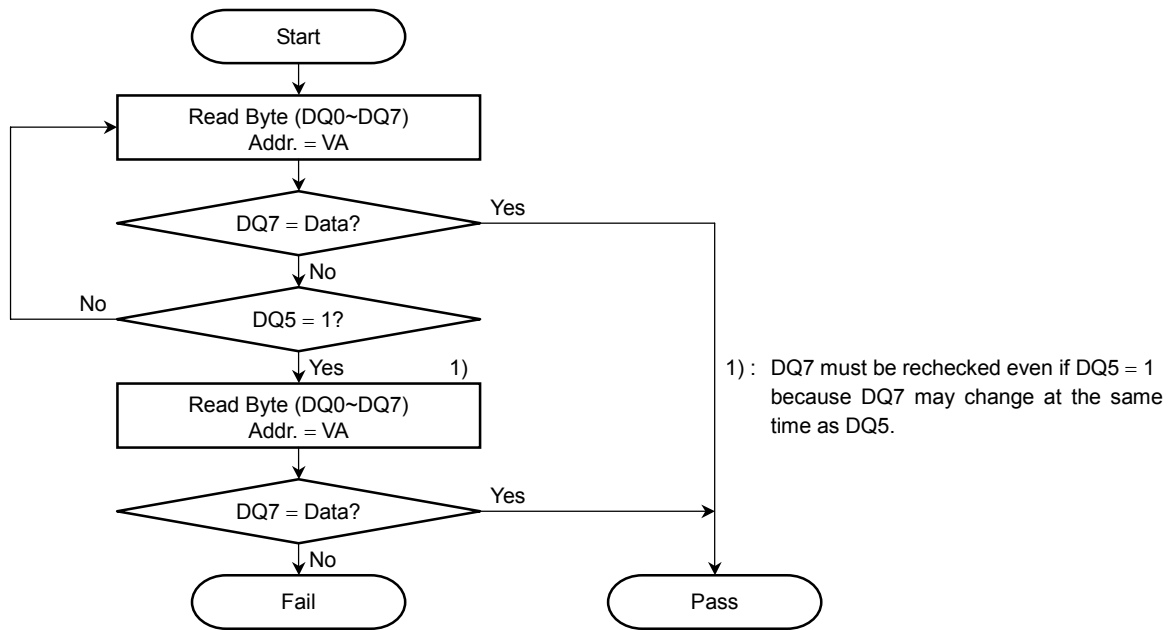 Start
Read Byte (DQ0~DQ7)
Addr. = VA
DQ7 = Data?
Yes
No
No
DQ5 = 1?
Yes
1)
Read Byte (DQ0~DQ7)
Addr. = VA
1) : DQ7 must be rechecked even if DQ5 = 1
because DQ7 may change at the same
time as DQ5.
DQ7 = Data?
Yes
No
Fail
Pass